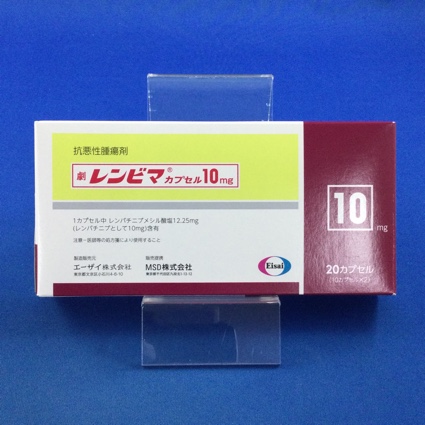 抗悪性腫瘍剤
劇 レンビマ® カプセル10mg
1カプセル中 レンバチニブメシル酸塩12.25mg
(レンバチニブとして10mg)含有
注意-医師等の処方箋により使用すること
製造販売元
エーザイ株式会社
販売提携
MSD株式会社
Eisai
10
mg
20カプセル